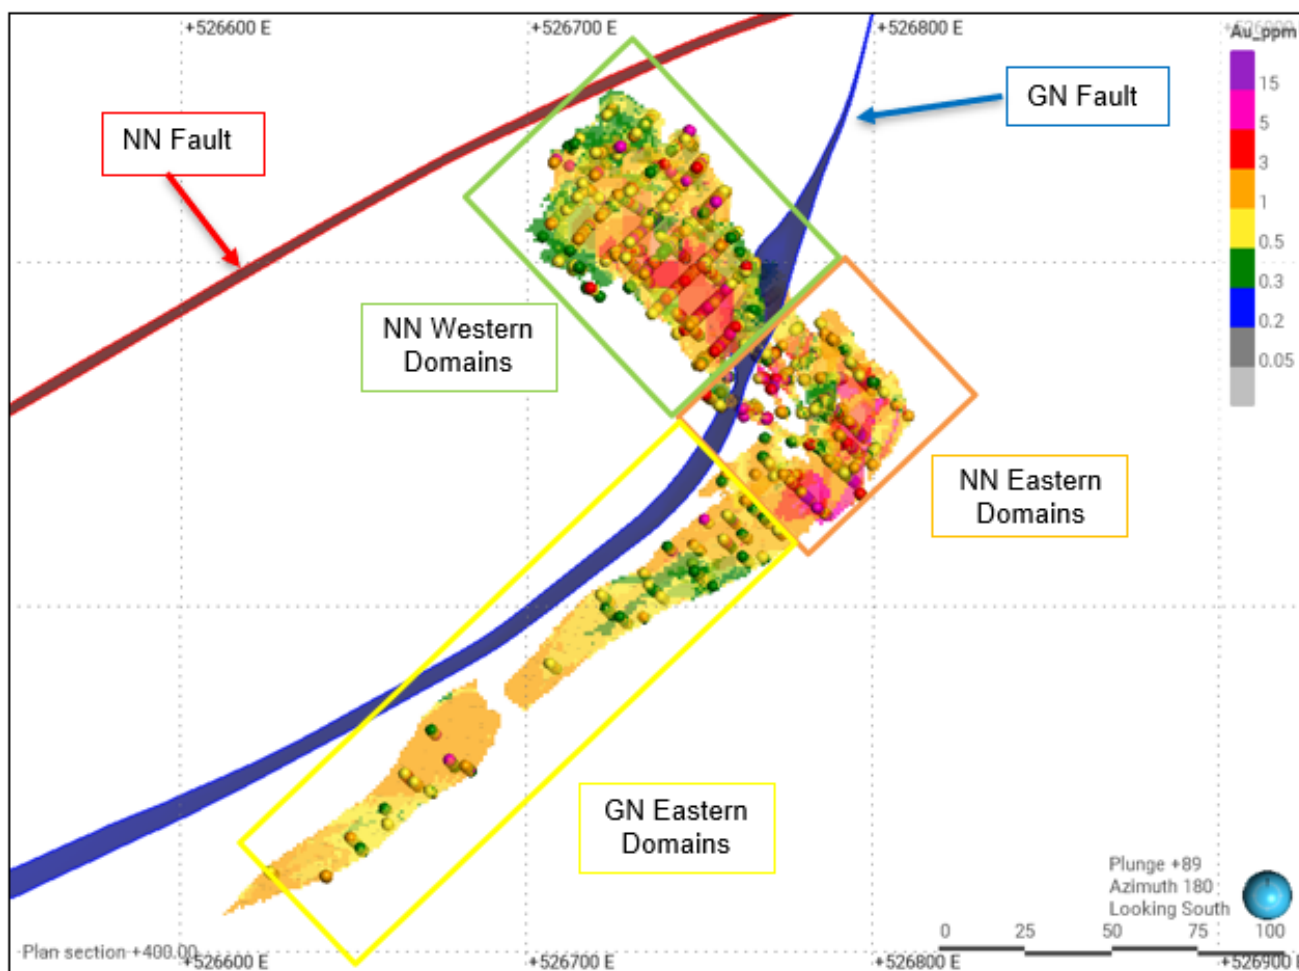 +526600 E
+526700 E
+526800 E
+526900 E
Au_ppm
15
5
3
1
0.5
0.3
0.2
0.05
GN Fault
NN Fault
NN Western
Domains
NN Eastern
Domains
GN Eastern
Domains
Plunge +89
Azimuth 180
Looking South
0 25 50 75 100
Plan section +400.00
+526600 E
+526700 E
+526800 E
+526900 E